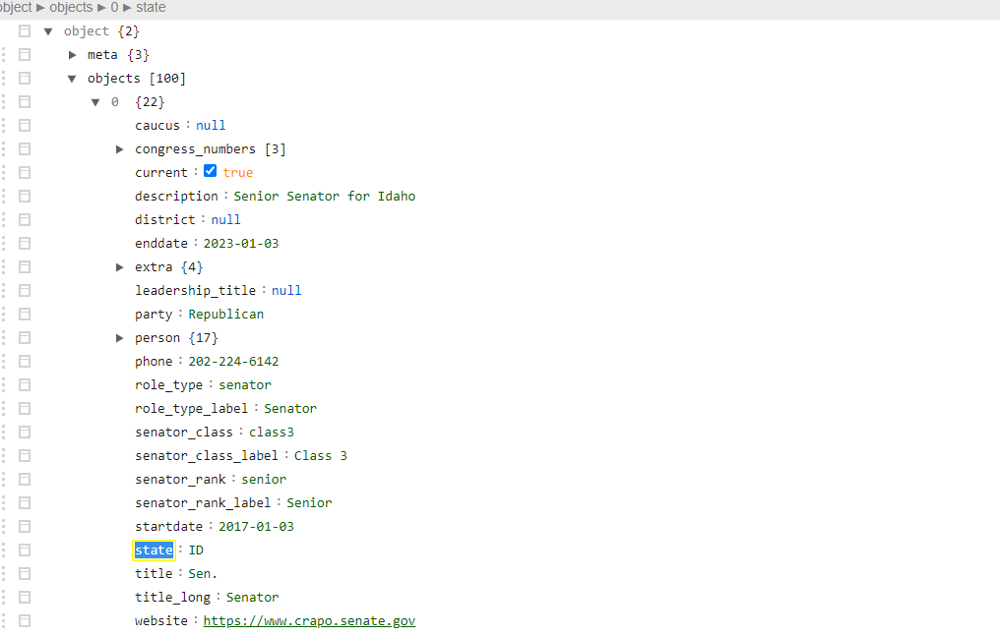 object ▶ objects ▶ 0 ▶ state
object {2}
meta {3}
objects [100]
0 {22}
caucus : null
congress_numbers [3]
current : true
description : Senior Senator for Idaho
district : null
enddate : 2023-01-03
extra {4}
leadership_title : null
party : Republican
person {17}
phone : 202-224-6142
role_type : senator
role_type_label : Senator
senator_class : class3
senator_class_label : Class 3
senator_rank : senior
senator_rank_label : Senior
startdate : 2017-01-03
state : ID
title : Sen.
title_long : Senator
website : https://www.crapo.senate.gov